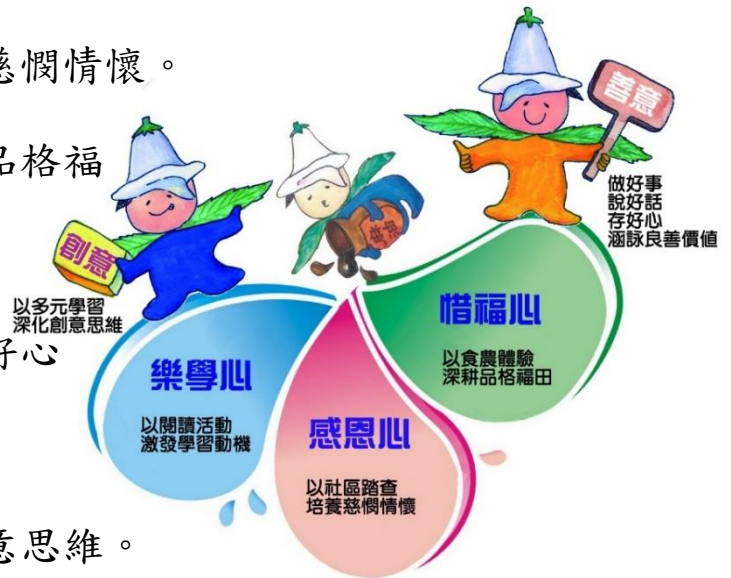 慈憫情懷。
品格福
好心
意思維。
善意
做好事
說好話
存好心
涵詠良善價值
創意
以多元學習
深化創意思維
惜福心
以食農體驗
深耕品格福田
樂學心
以閱讀活動
激發學習動機
感恩心
以社區踏查
培養慈憫情懷